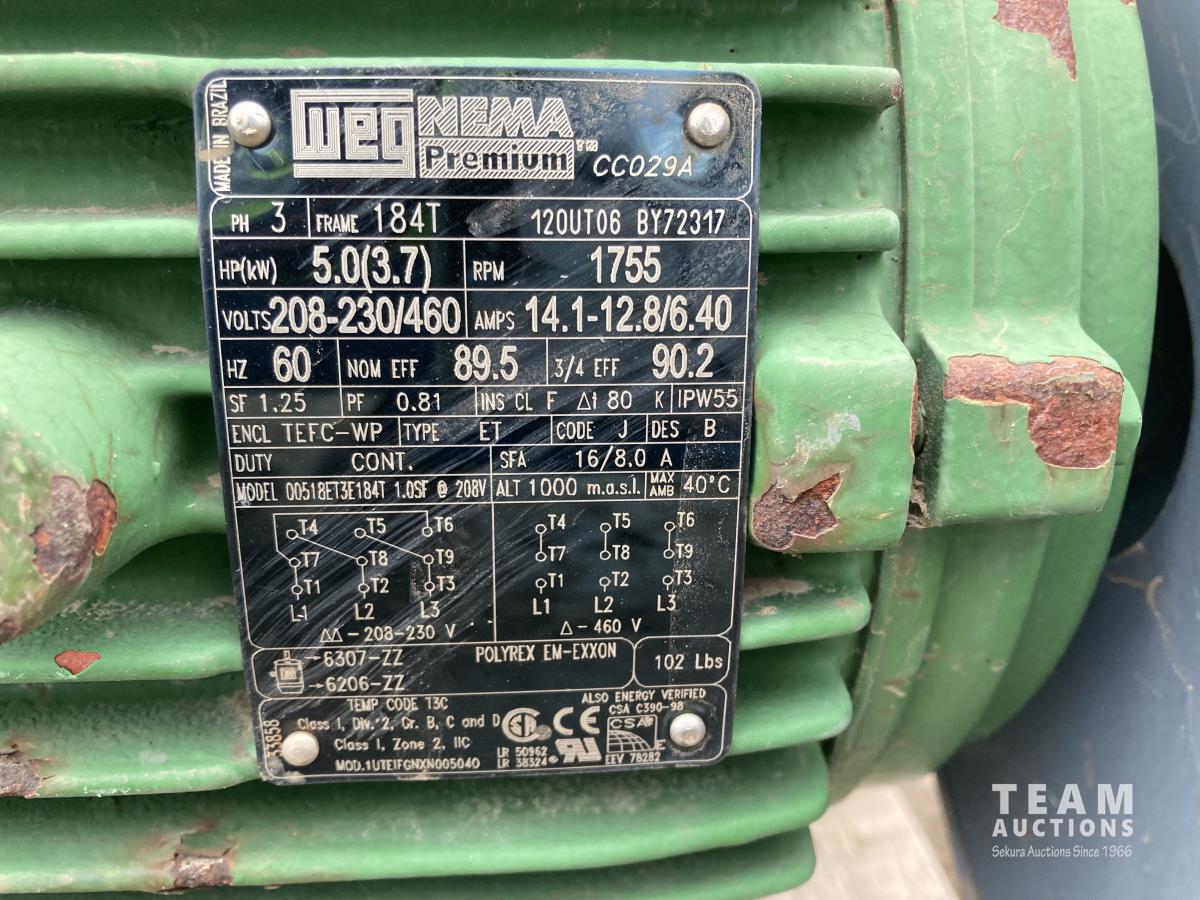 MADE IN BRAZIL
weg NEMA Premium™ CC029A
PH 3 FRAME 184T 12OUT06 BY72317
HP(kW) 5.0(3.7) RPM 1755
VOLTS 208-230/460 AMPS 14.1-12.8/6.40
HZ 60 NOM EFF 89.5 3/4 EFF 90.2
SF 1.25 PF 0.81 INS CL F Δt 80 K IPW55
ENCL TEFC-WP TYPE ET CODE J DES B
DUTY CONT. SFA 16/8.0 A
MODEL 00518ET3E184T 1.0SF @ 208V ALT 1000 m.a.s.l. MAX AMB 40°C
T4 T5 T6 T4 T5 T6
T7 T8 T9 T7 T8 T9
T1 T2 T3 T1 T2 T3
L1 L2 L3 L1 L2 L3
ΔΔ-208-230 V Δ-460 V
→6307-ZZ POLYREX EM-EXXON 102 Lbs
→6206-ZZ
TEMP CODE T3C ALSO ENERGY VERIFIED
CSA C390-98
Class I, Div. 2, Gr. B, C and D
Class I, Zone 2, IIC
MOD.1UTEIFGNXN005040
33858
LR 50962
LR 38324
CE
CSA
E
EEV 78282
TEAM
AUCTIONS
Sekura Auctions Since 1966